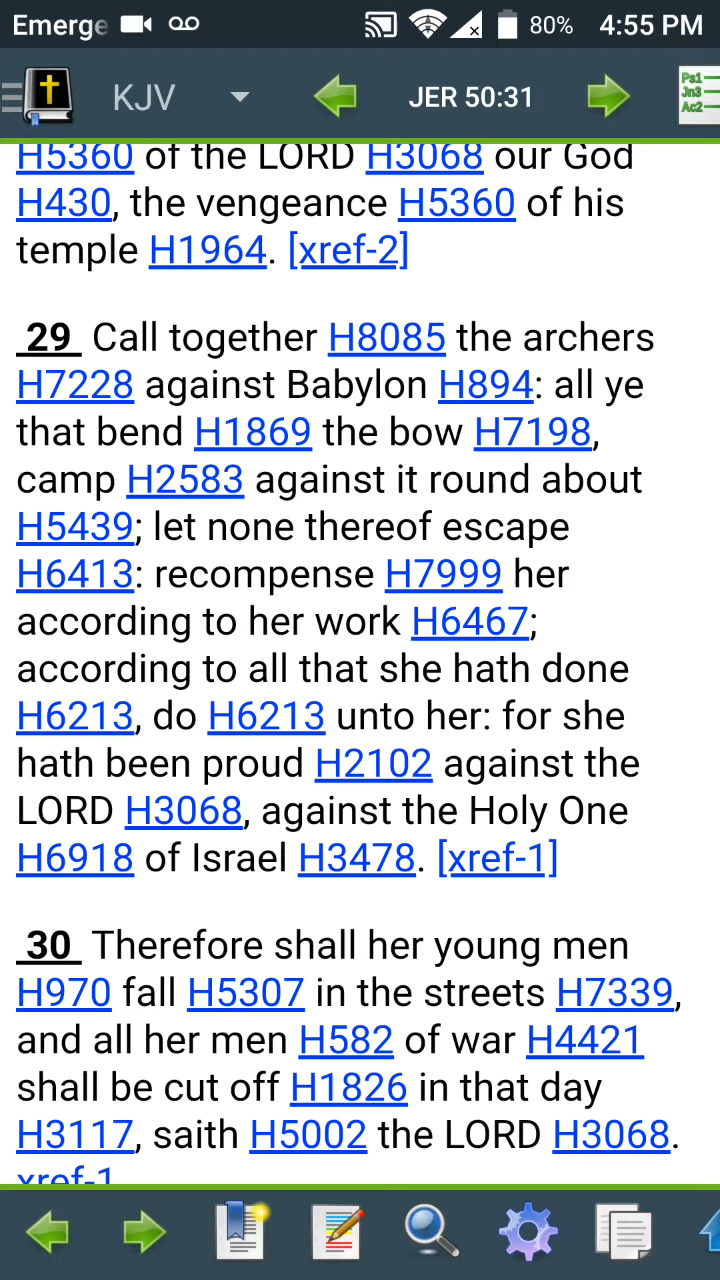 Emerge 80% 4:55 PM
KJV JER 50:31 Ps1 Jn3 Ac2
H5360 of the LORD H3068 our God
H430, the vengeance H5360 of his
temple H1964. [xref-2]
29 Call together H8085 the archers
H7228 against Babylon H894: all ye
that bend H1869 the bow H7198,
camp H2583 against it round about
H5439; let none thereof escape
H6413: recompense H7999 her
according to her work H6467;
according to all that she hath done
H6213, do H6213 unto her: for she
hath been proud H2102 against the
LORD H3068, against the Holy One
H6918 of Israel H3478. [xref-1]
30 Therefore shall her young men
H970 fall H5307 in the streets H7339,
and all her men H582 of war H4421
shall be cut off H1826 in that day
H3117, saith H5002 the LORD H3068.
xref-1